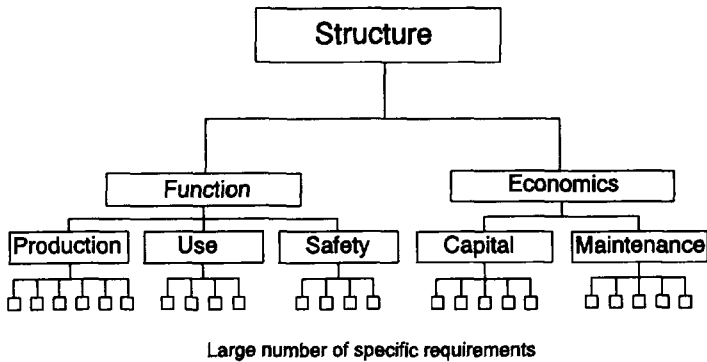 Structure
Function
Economics
Production
Use
Safety
Capital
Maintenance
Large number of specific requirements